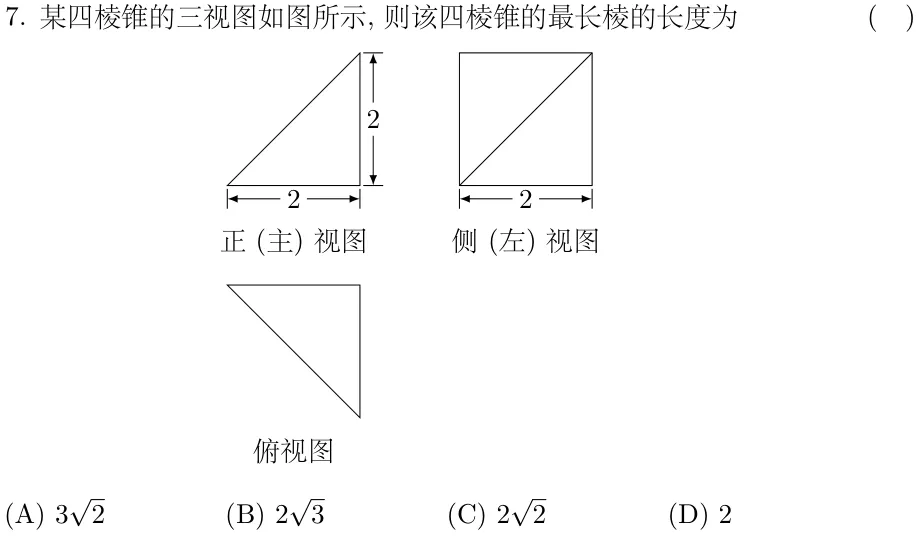 7. 某四棱锥的三视图如图所示, 则该四棱锥的最长棱的长度为 ( )
2
2
2
正 (主) 视图 侧 (左) 视图
俯视图
(A) 3√2 (B) 2√3 (C) 2√2 (D) 2